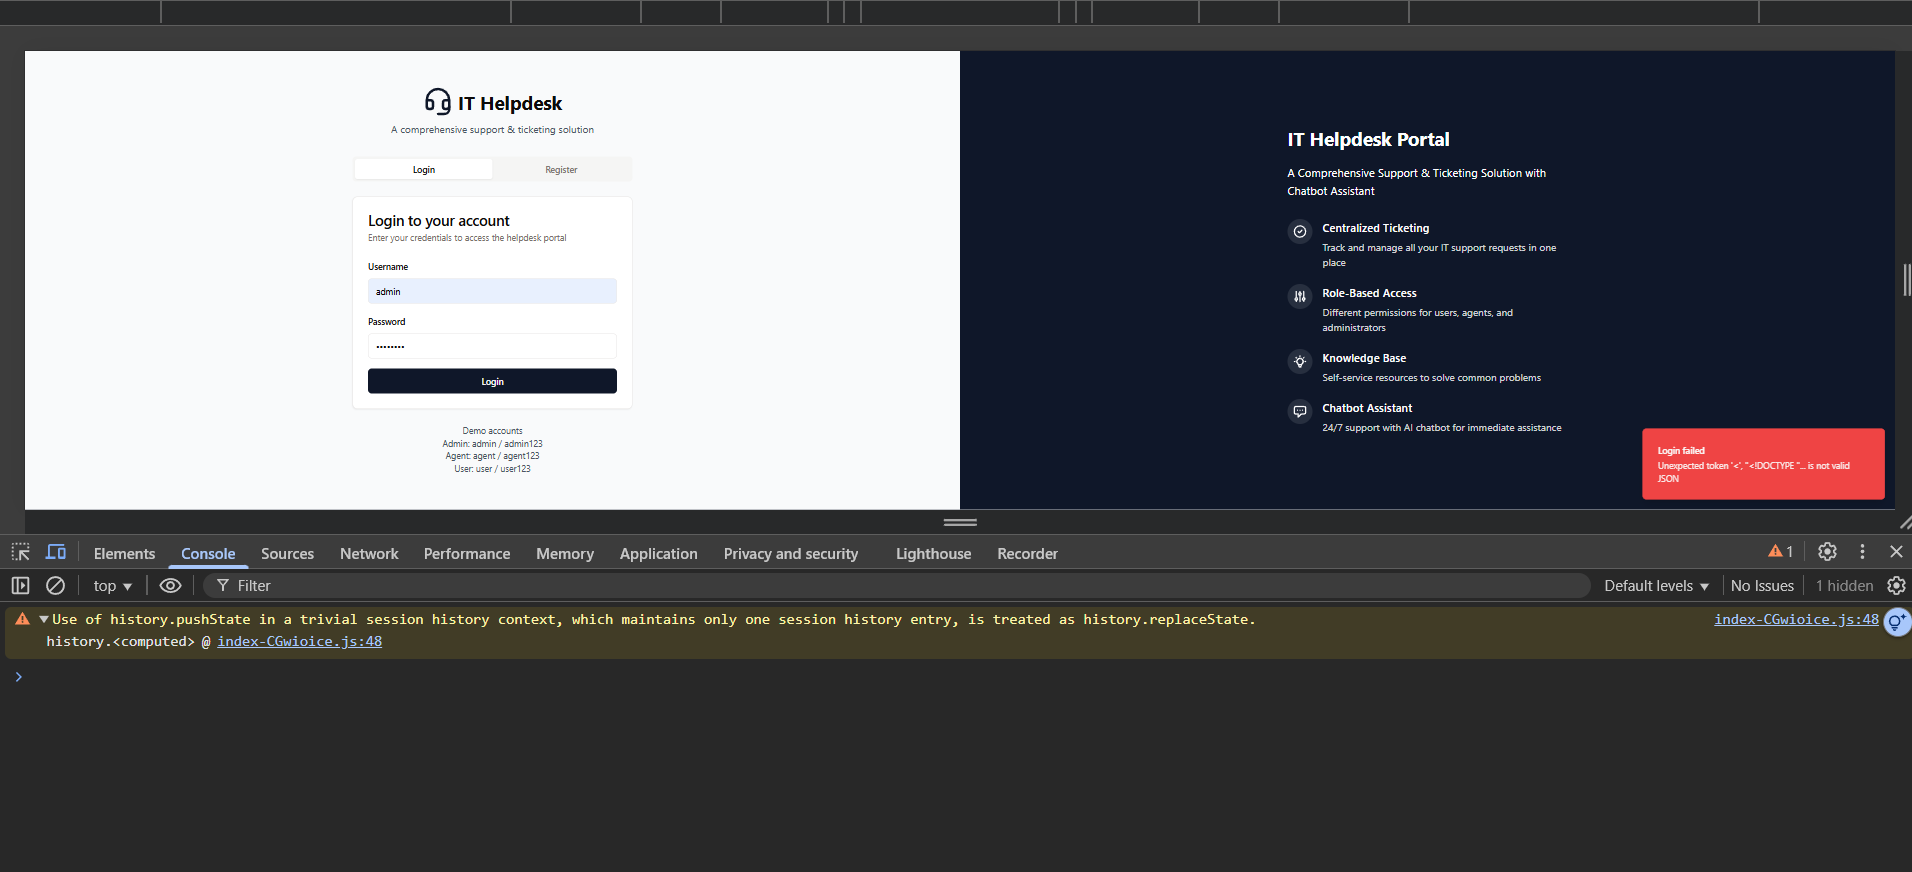 IT Helpdesk
A comprehensive support & ticketing solution
Login
Register
Login to your account
Enter your credentials to access the helpdesk portal
Username
admin
Password
••••••••
Login
Demo accounts
Admin: admin / admin123
Agent: agent / agent123
User: user / user123
IT Helpdesk Portal
A Comprehensive Support & Ticketing Solution with
Chatbot Assistant
Centralized Ticketing
Track and manage all your IT support requests in one
place
Role-Based Access
Different permissions for users, agents, and
administrators
Knowledge Base
Self-service resources to solve common problems
Chatbot Assistant
24/7 support with AI chatbot for immediate assistance
Login failed
Unexpected token '<', "<!DOCTYPE "... is not valid
JSON
Elements Console Sources Network Performance Memory Application Privacy and security Lighthouse Recorder 1
top Filter Default levels No Issues 1 hidden
Use of history.pushState in a trivial session history context, which maintains only one session history entry, is treated as history.replaceState. index-CGwioice.js:48
history.<computed> @ index-CGwioice.js:48